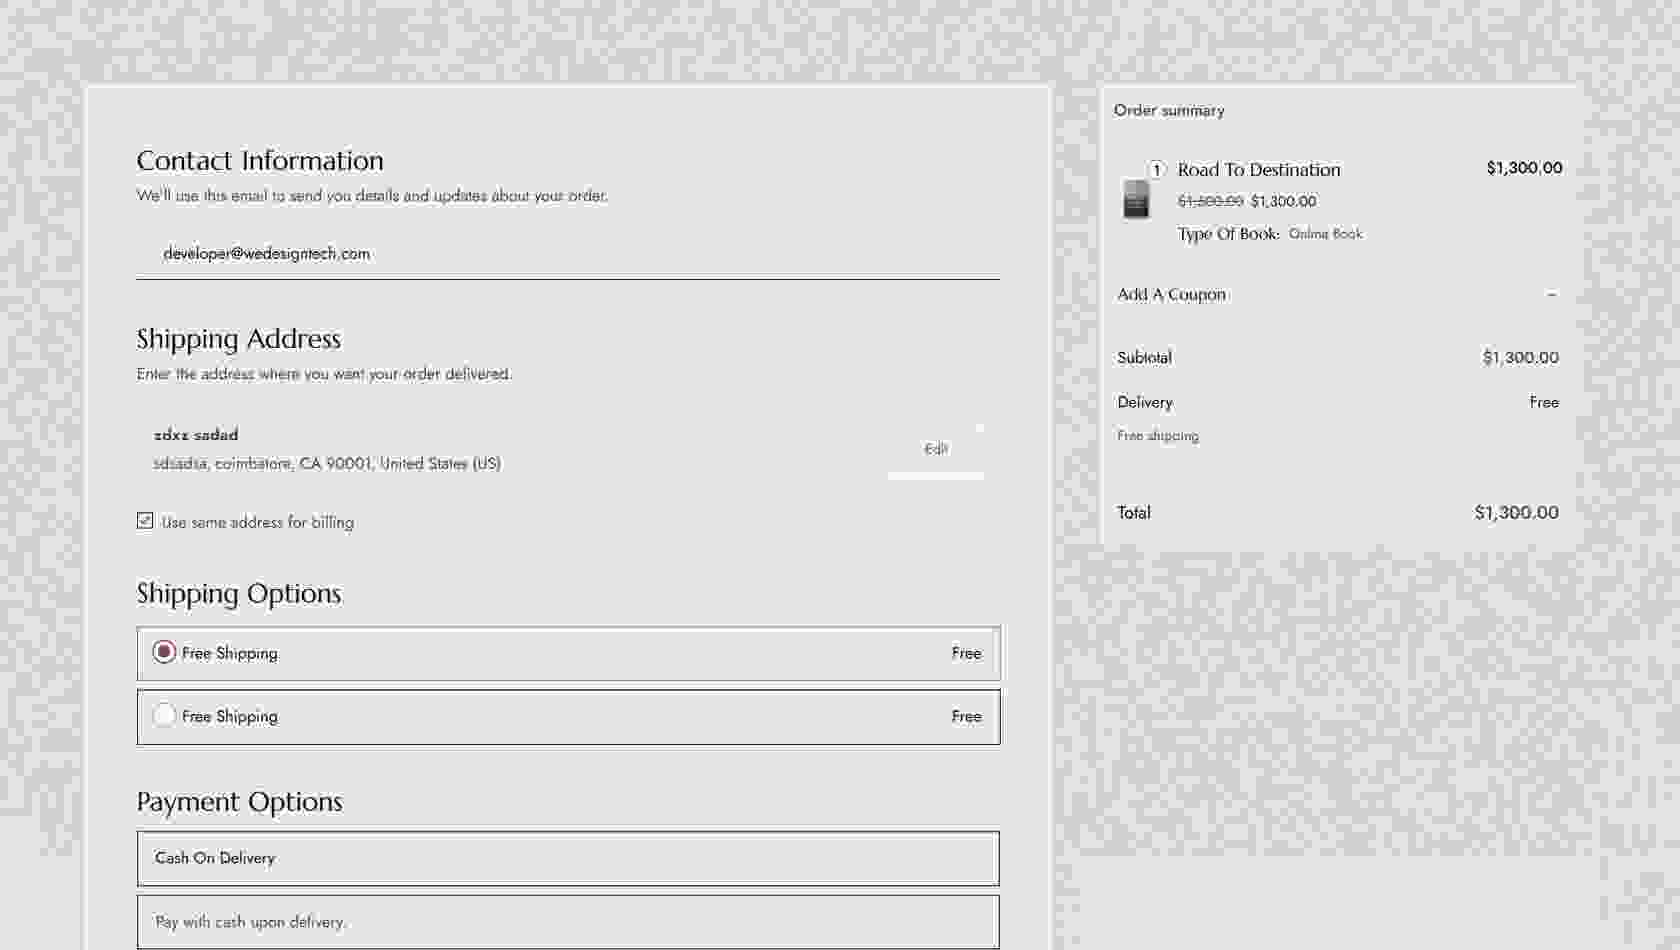 Contact Information
We'll use this email to send you details and updates about your order.
developer@wedesigntech.com
Shipping Address
Enter the address where you want your order delivered.
zdxz sadad
sdsadsa, coimbatore, CA 90001, United States (US)
Edit
Use same address for billing
Shipping Options
Free Shipping Free
Free Shipping Free
Payment Options
Cash On Delivery
Pay with cash upon delivery.
Order summary
1 Road To Destination $1,300.00
$1,300.00
Type Of Book: Online Book
Add A Coupon –
Subtotal $1,300.00
Delivery Free
Free shipping
Total $1,300.00